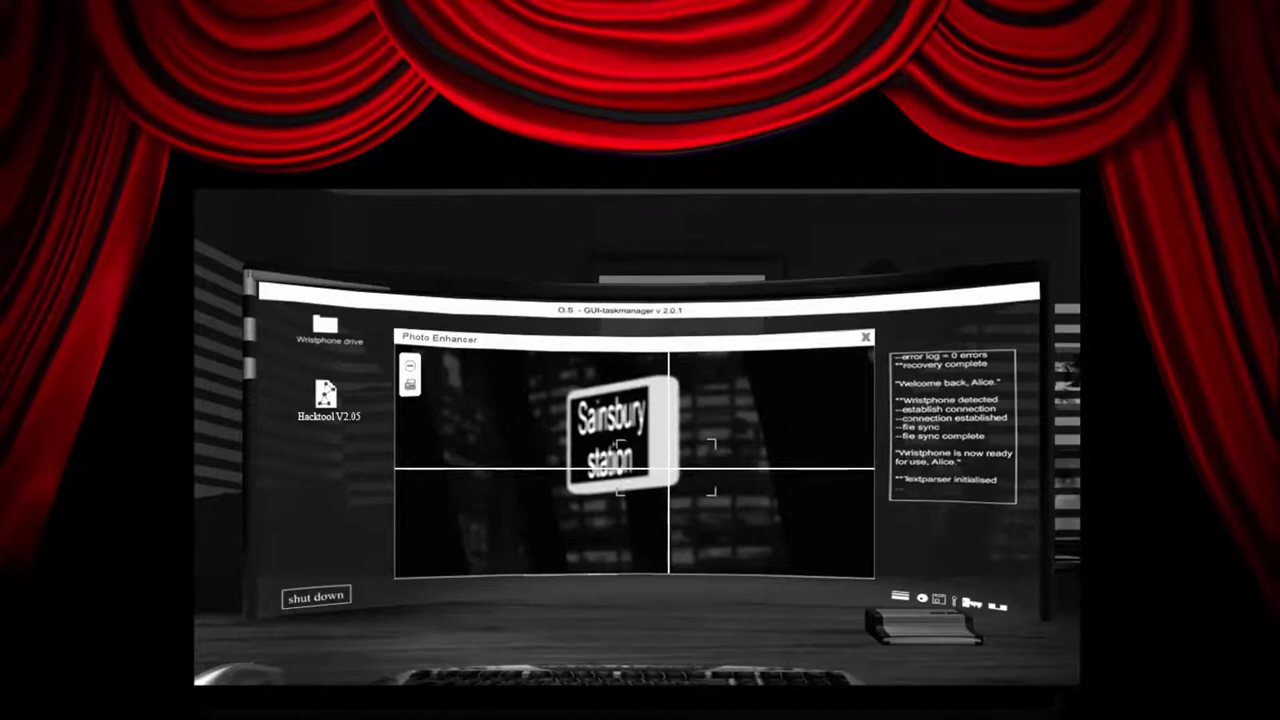 O.S - GUI-taskmanager v 2.0.1
Wristphone drive
Hacktool V2.05
shut down
Photo Enhancer
X
Sainsbury
station
--error log = 0 errors
**recovery complete
"Welcome back, Alice."
**Wristphone detected
--establish connection
--connection established
--file sync
--file sync complete
"Wristphone is now ready
for use, Alice."
**Textparser initialised
...